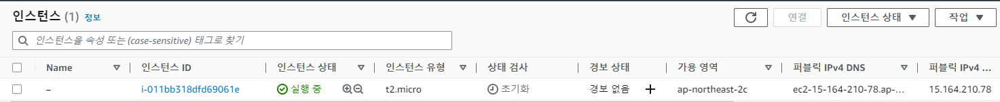 인스턴스 (1) 정보
연결 인스턴스 상태 작업
인스턴스을 속성 또는 (case-sensitive) 태그로 찾기
Name 인스턴스 ID 인스턴스 상태 인스턴스 유형 상태 검사 경보 상태 가용 영역 퍼블릭 IPv4 DNS 퍼블릭 IPv4 ...
– i-011bb318dfd69061e 실행 중 t2.micro 초기화 경보 없음 + ap-northeast-2c ec2-15-164-210-78.ap-... 15.164.210.78